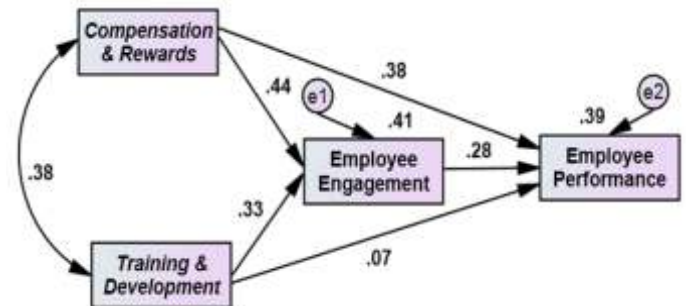 Compensation
& Rewards
.38
.44
e1
.41
.39
e2
Employee
Engagement
.28
Employee
Performance
.38
.33
.07
Training &
Development